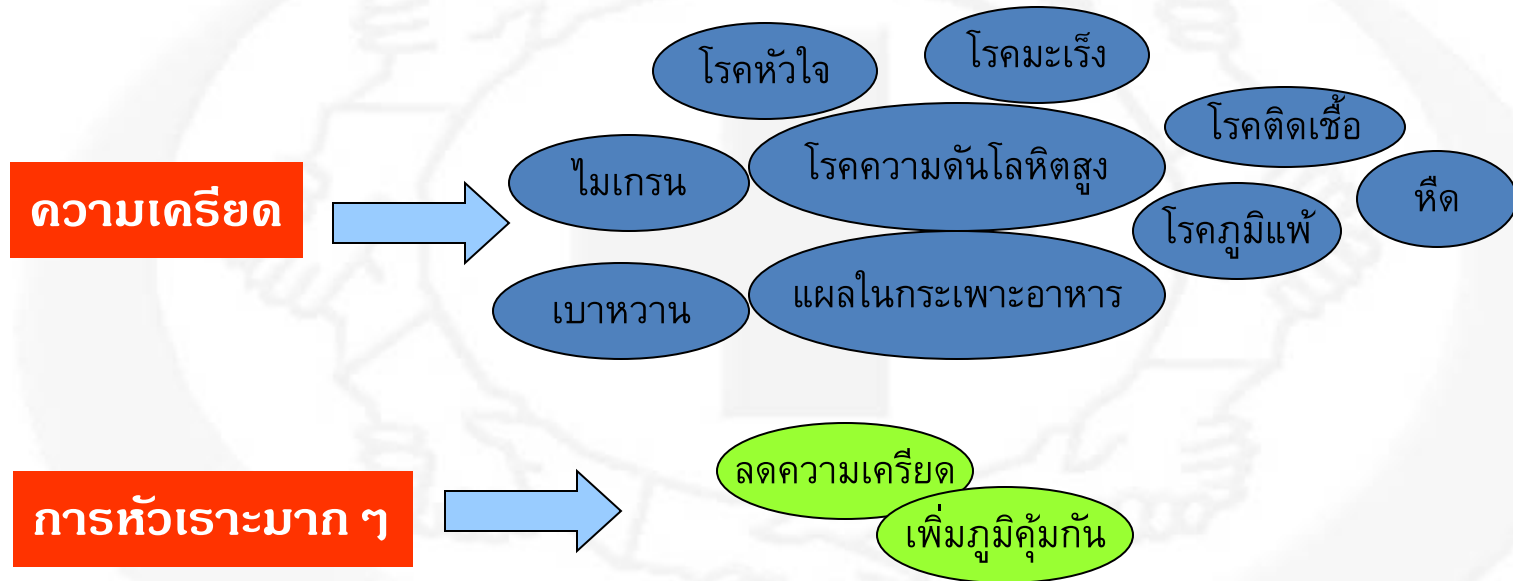 โรคหัวใจ
โรคมะเร็ง
โรคติดเชื้อ
ไมเกรน
โรคความดันโลหิตสูง
หืด
ความเครียด
โรคภูมิแพ้
เบาหวาน
แผลในกระเพาะอาหาร
ลดความเครียด
การหัวเราะมาก ๆ
เพิ่มภูมิคุ้มกัน